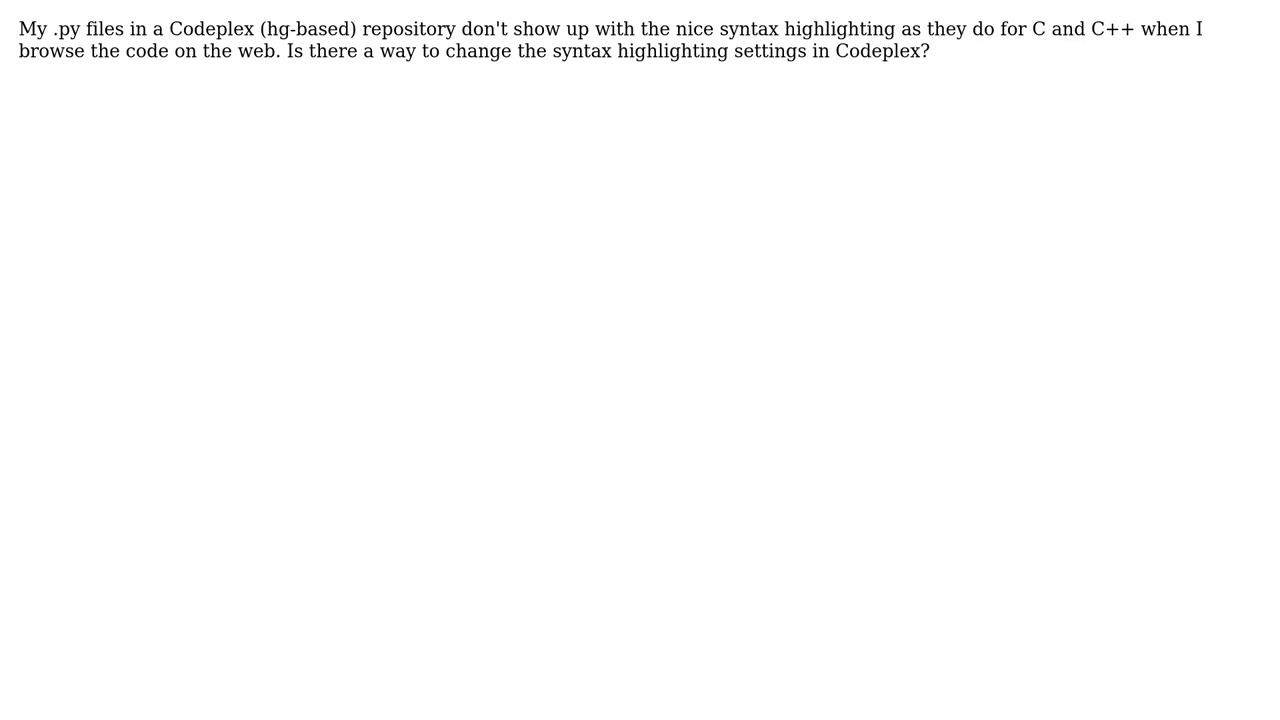 My .py files in a Codeplex (hg-based) repository don't show up with the nice syntax highlighting as they do for C and C++ when I
browse the code on the web. Is there a way to change the syntax highlighting settings in Codeplex?